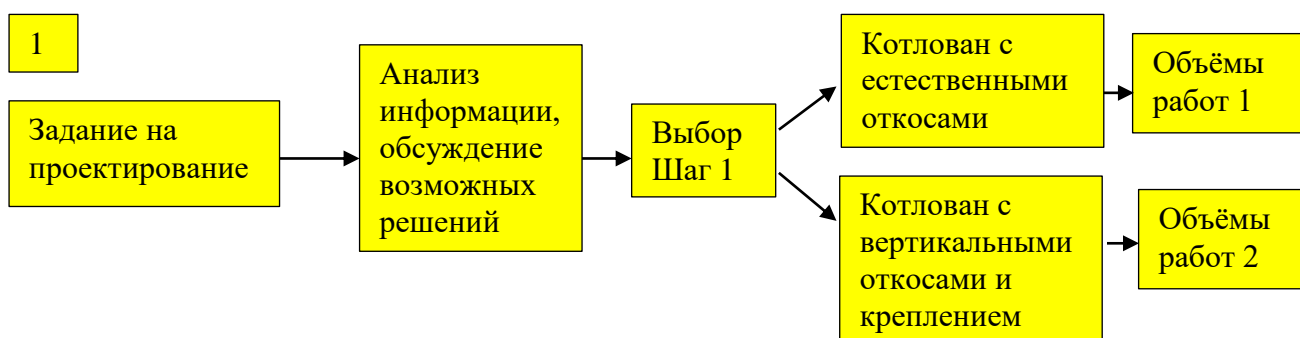 1
Задание на
проектирование
Анализ
информации,
обсуждение
возможных
решений
Выбор
Шаг 1
Котлован с
естественными
откосами
Объёмы
работ 1
Котлован с
вертикальными
откосами и
креплением
Объёмы
работ 2